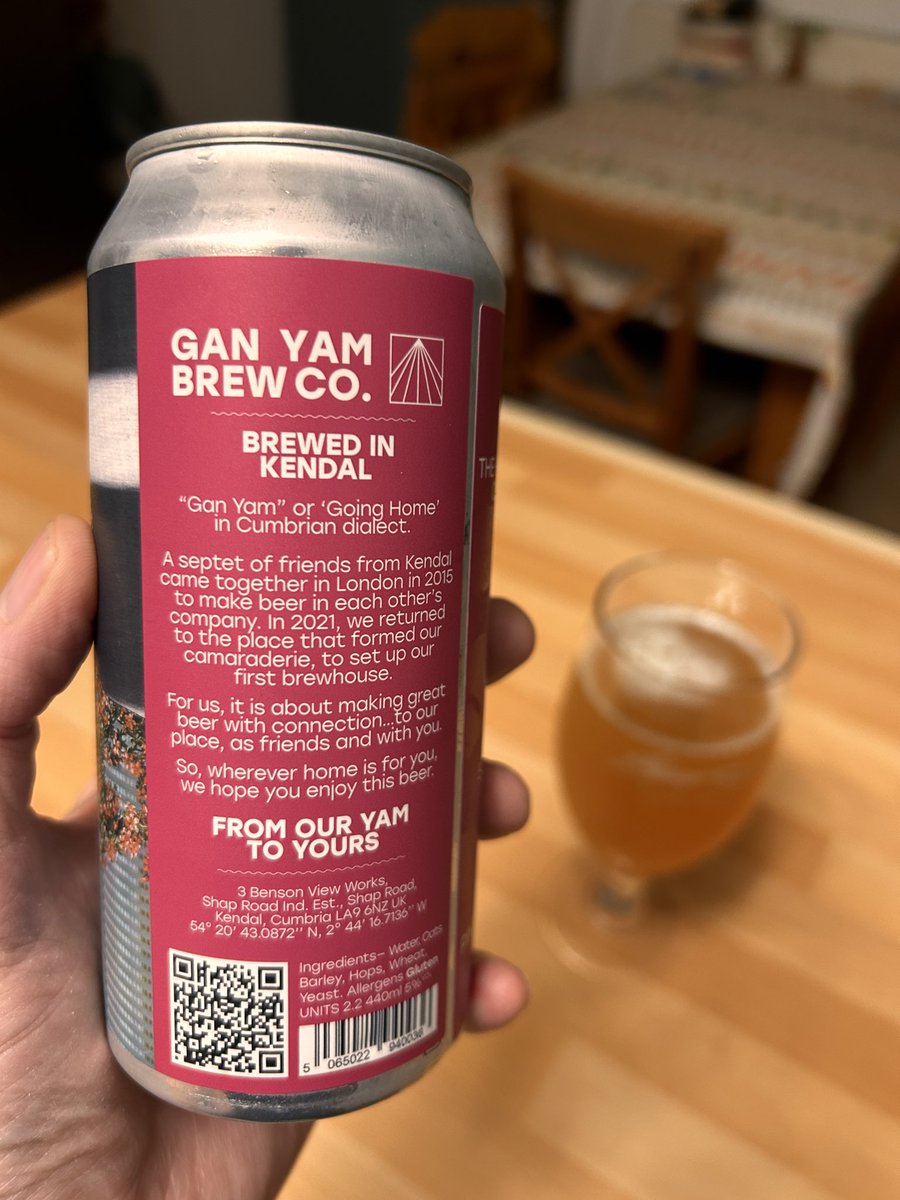 GAN YAM
BREW CO.
BREWED IN
KENDAL
“Gan Yam” or ‘Going Home’
in Cumbrian dialect.
A septet of friends from Kendal
came together in London in 2015
to make beer in each other’s
company. In 2021, we returned
to the place that formed our
camaraderie, to set up our
first brewhouse.
For us, it is about making great
beer with connection...to our
place, as friends and with you.
So, wherever home is for you,
we hope you enjoy this beer.
FROM OUR YAM
TO YOURS
3 Benson View Works,
Shap Road Ind. Est., Shap Road,
Kendal, Cumbria LA9 6NZ UK
54° 20’ 43.0872’’ N, 2° 44’ 16.7136’’ W
Ingredients– Water, Oats
Barley, Hops, Wheat,
Yeast. Allergens Gluten
UNITS 2.2 440ml 5%
5 065022 940036
THE